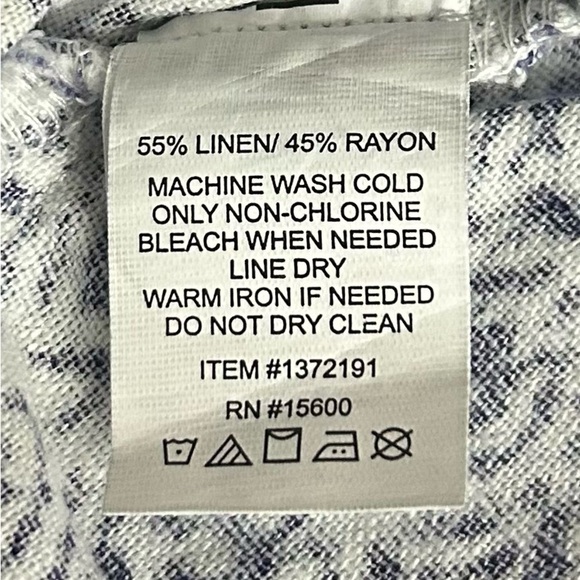 55% LINEN/ 45% RAYON
MACHINE WASH COLD
ONLY NON-CHLORINE
BLEACH WHEN NEEDED
LINE DRY
WARM IRON IF NEEDED
DO NOT DRY CLEAN
ITEM #1372191
RN #15600